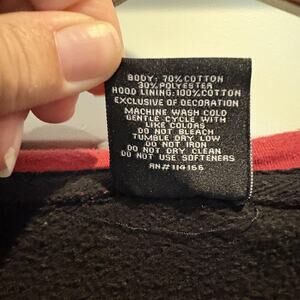 BODY: 70% COTTON
30% POLYESTER
HOOD LINING: 100% COTTON
EXCLUSIVE OF DECORATION
MACHINE WASH COLD
GENTLE CYCLE WITH
LIKE COLORS
DO NOT BLEACH
TUMBLE DRY LOW
DO NOT IRON
DO NOT DRY CLEAN
DO NOT USE SOFTENERS
RN# 114166